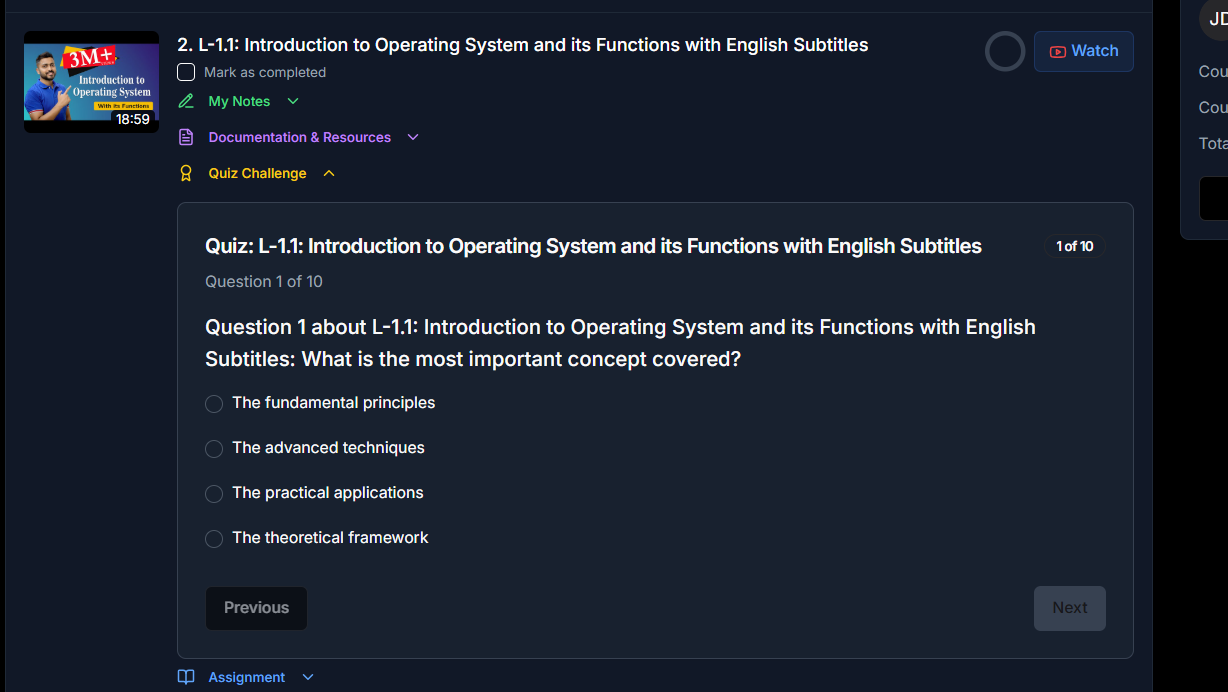 3M+
Introduction to
Operating System
With its Functions
18:59
2. L-1.1: Introduction to Operating System and its Functions with English Subtitles
Mark as completed
Watch
My Notes
Documentation & Resources
Quiz Challenge
Quiz: L-1.1: Introduction to Operating System and its Functions with English Subtitles
1 of 10
Question 1 of 10
Question 1 about L-1.1: Introduction to Operating System and its Functions with English
Subtitles: What is the most important concept covered?
The fundamental principles
The advanced techniques
The practical applications
The theoretical framework
Previous
Next
Assignment
JD
Cou
Cou
Tota